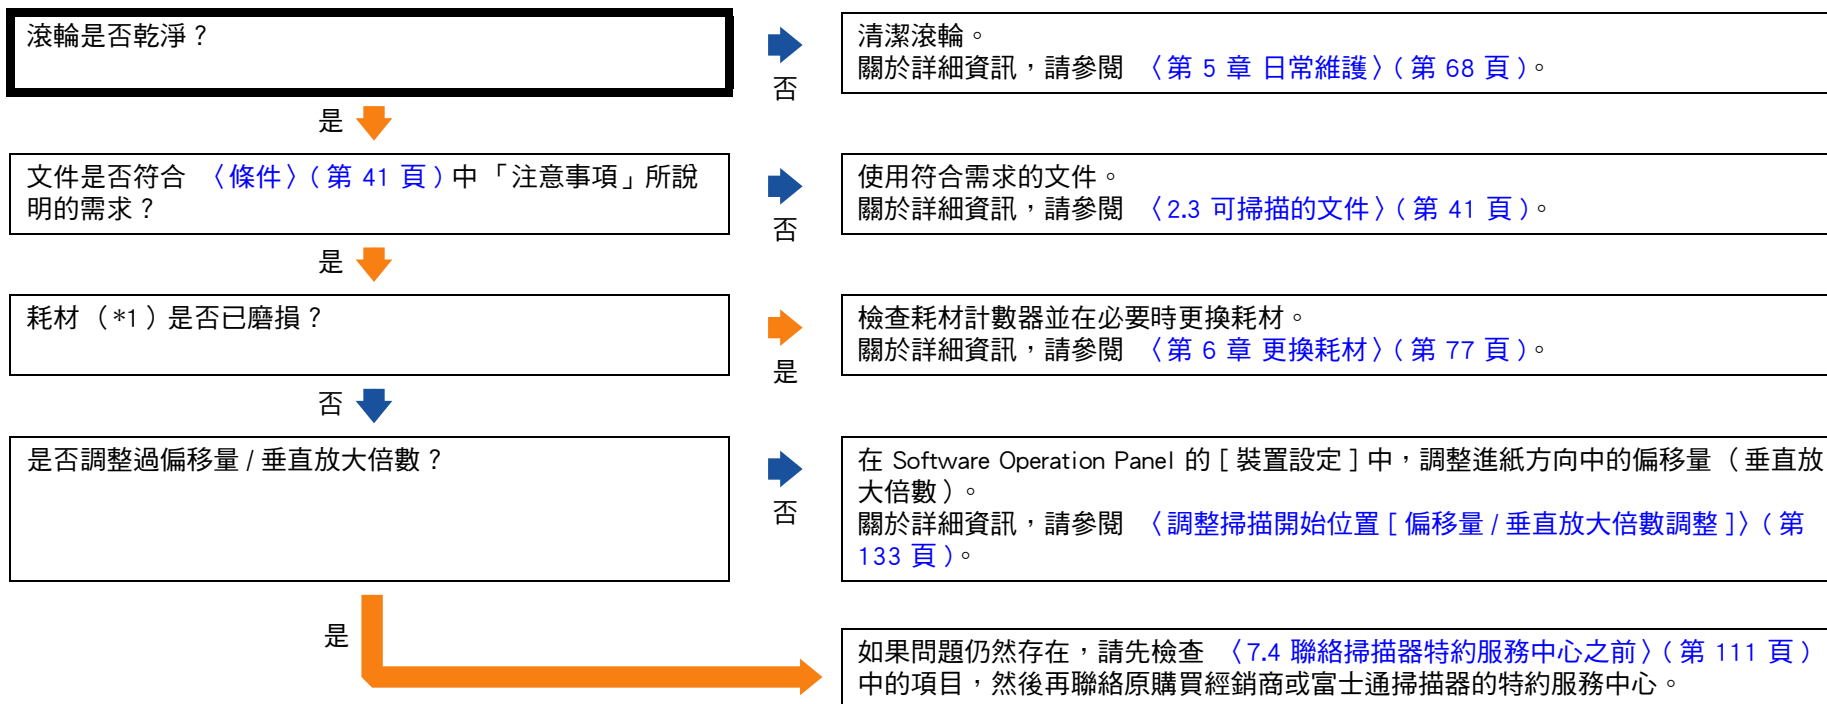 滾輪是否乾淨？
否
清潔滾輪。
關於詳細資訊，請參閱 〈第 5 章 日常維護〉( 第 68 頁 )。
是
文件是否符合 〈條件〉( 第 41 頁 ) 中「注意事項」所說
明的需求？
否
使用符合需求的文件。
關於詳細資訊，請參閱 〈2.3 可掃描的文件〉( 第 41 頁 )。
是
耗材（*1）是否已磨損？
是
檢查耗材計數器並在必要時更換耗材。
關於詳細資訊，請參閱 〈第 6 章 更換耗材〉( 第 77 頁 )。
否
是否調整過偏移量 / 垂直放大倍數？
否
在 Software Operation Panel 的 [ 裝置設定 ] 中，調整進紙方向中的偏移量（垂直放
大倍數）。
關於詳細資訊，請參閱 〈調整掃描開始位置 [ 偏移量 / 垂直放大倍數調整 ]〉( 第
133 頁 )。
是
如果問題仍然存在，請先檢查 〈7.4 聯絡掃描器特約服務中心之前〉( 第 111 頁 )
中的項目，然後再聯絡原購買經銷商或富士通掃描器的特約服務中心。